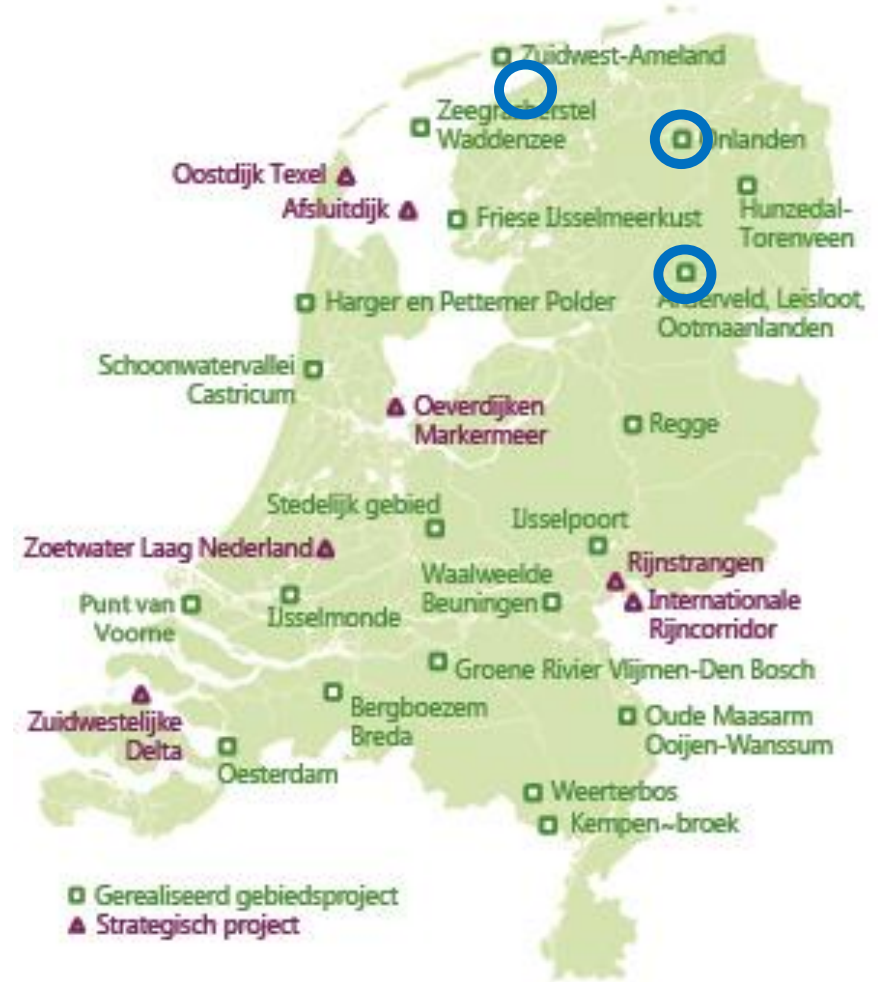 Zuidwest-Ameland
Zeegrasherstel
Waddenzee
Onlanden
Oostdijk Texel
Afsluitdijk
Hunzedal-
Torenveen
Friese IJsselmeerkust
Harger en Pettemer Polder
Leisloot,
Ootmaanlanden
Schoonwatervallei
Castricum
Oeverdijken
Markermeer
Regge
Stedelijk gebied
IJsselpoort
Zoetwater Laag Nederland
Rijnstrangen
Waalweelde
Beuningen
Internationale
Rijncorridor
Punt van
Voorne
IJsselmonde
Groene Rivier Vlijmen-Den Bosch
Zuidwestelijke
Delta
Bergboezem
Breda
Oude Maasarm
Ooijen-Wanssum
Oesterdam
Weerterbos
Kempen~broek
Gerealiseerd gebiedsproject
Strategisch project